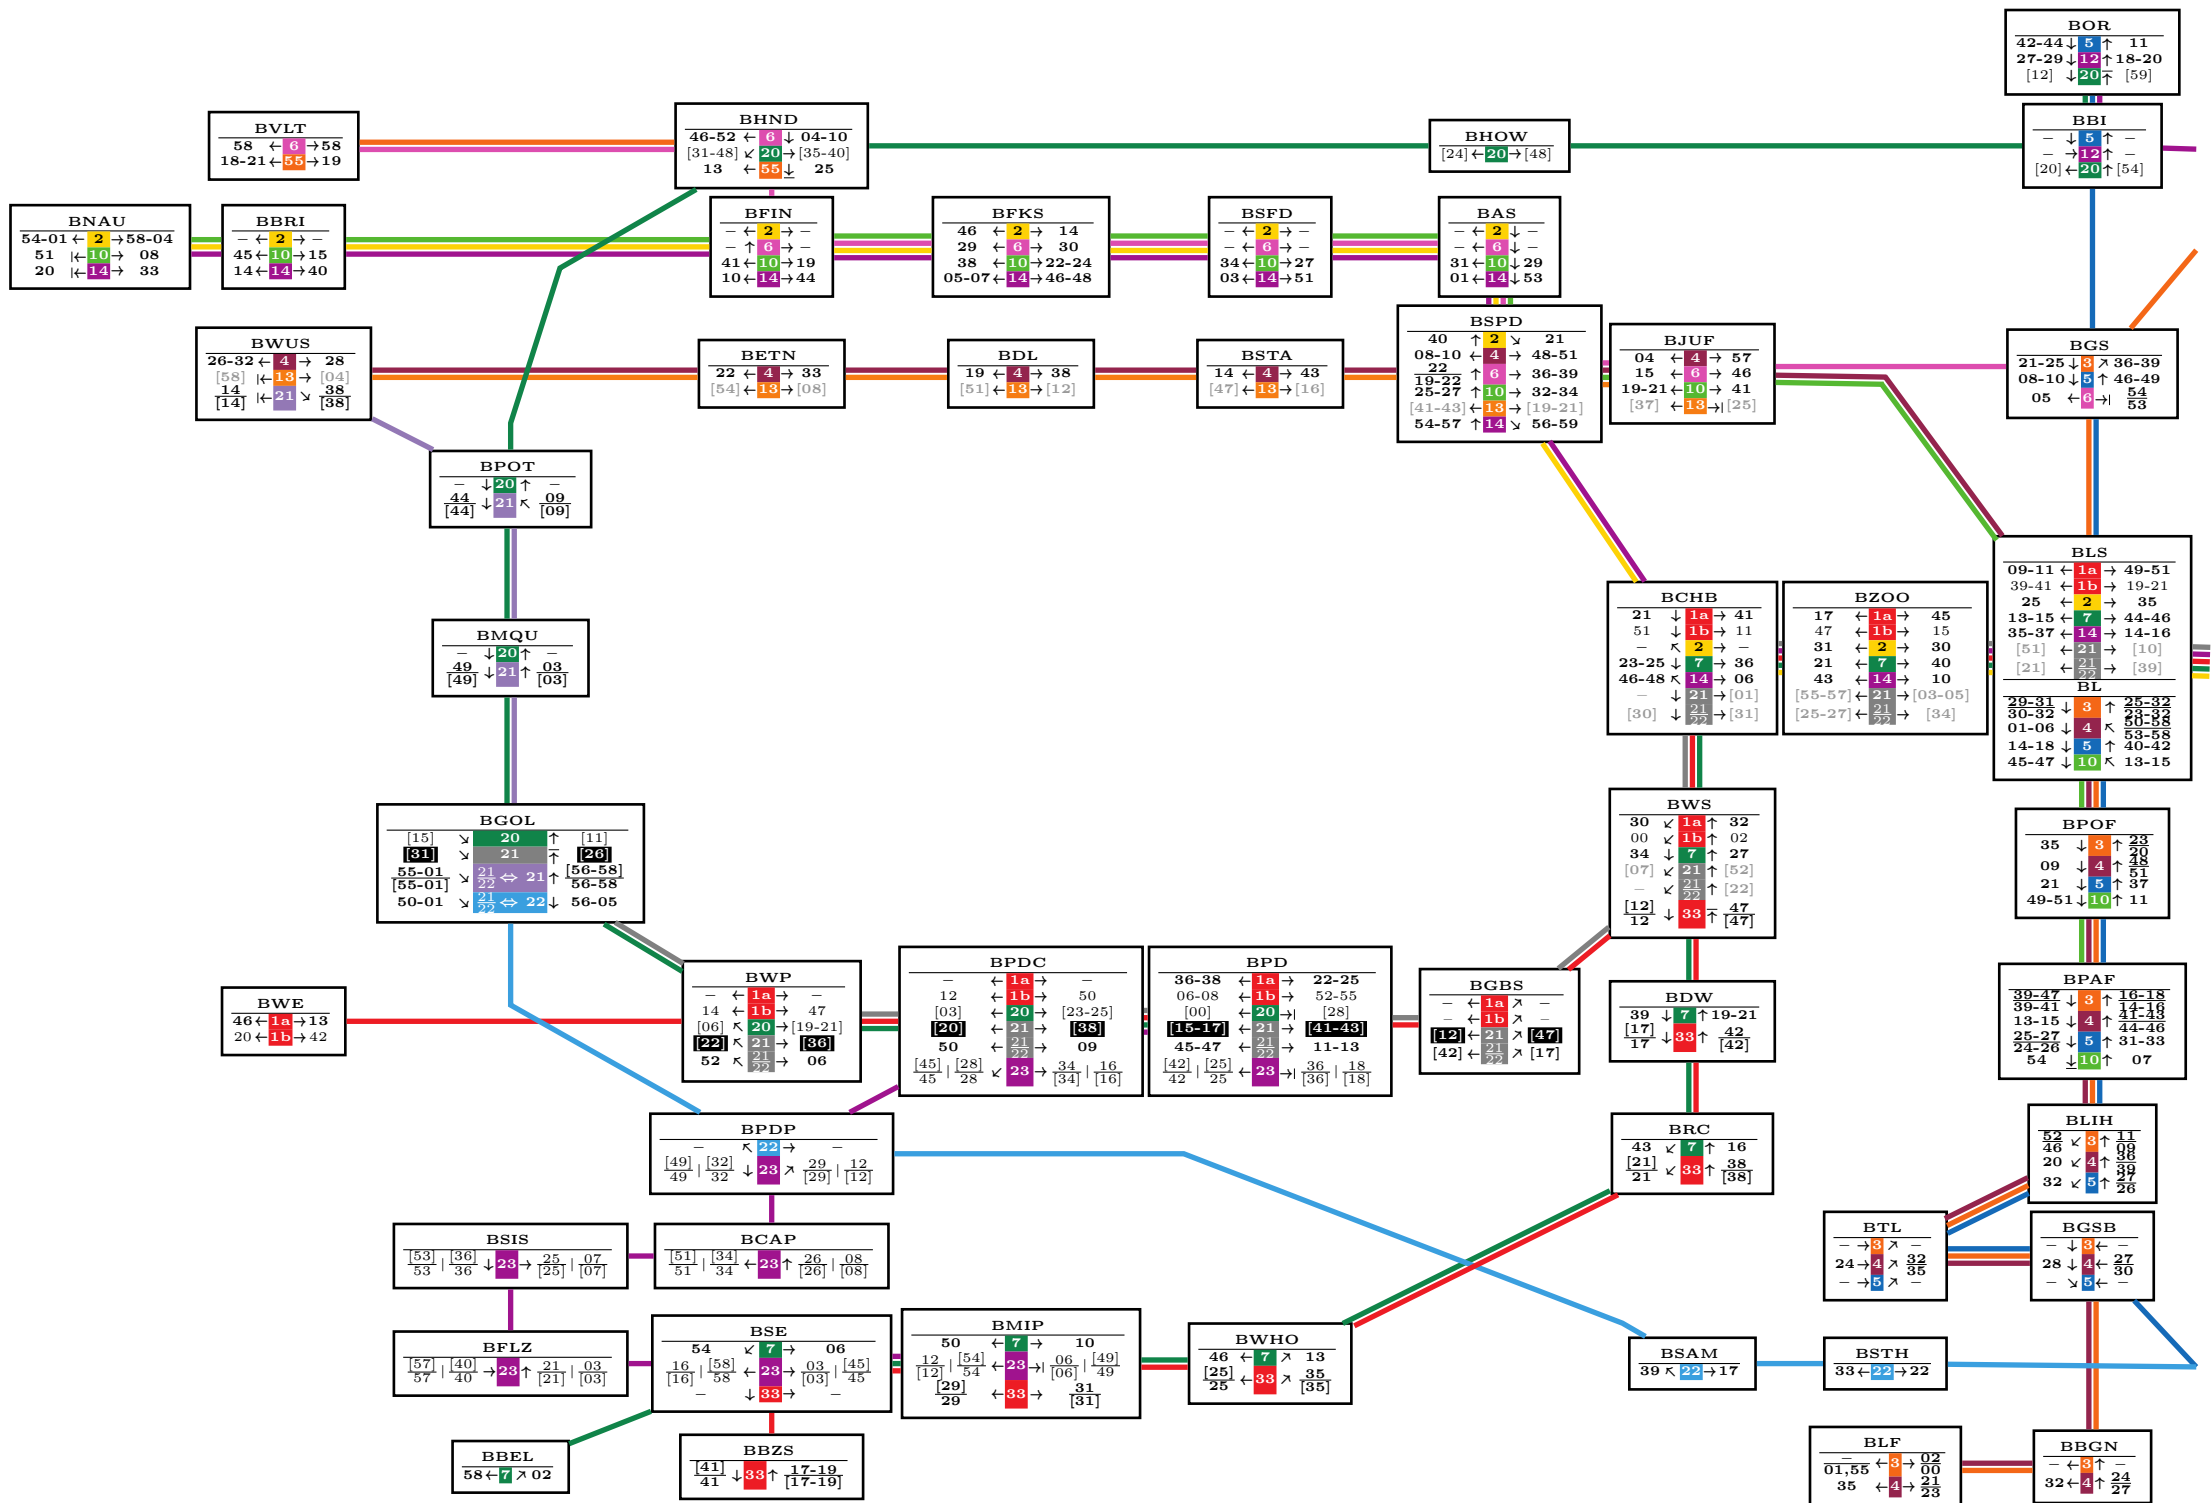 BOR
42-44 ↓ 5 ↑ 11
27-29 ↓ 12 ↑ 18-20
[12] ↓ 20 ↑ [59]
BVLT
58 ← 6 → 58
18-21 ← 55 → 19
BHND
46-52 ← 6 ↓ 04-10
[31-48] ↙ 20 → [35-40]
13 ← 55 ↓ 25
BHOW
[24] ← 20 → [48]
BBI
– ↓ 5 ↑ –
– → 12 ↑ –
[20] ← 20 ↑ [54]
BNAU
54-01 ← 2 → 58-04
51 |← 10 → 08
20 |← 14 → 33
BBRI
– ← 2 → –
45 ← 10 → 15
14 ← 14 → 40
BFIN
– ← 2 → –
– ↑ 6 → –
41 ← 10 → 19
10 ← 14 → 44
BFKS
46 ← 2 → 14
29 ← 6 → 30
38 ← 10 → 22-24
05-07 ← 14 → 46-48
BSFD
– ← 2 → –
– ← 6 → –
34 ← 10 → 27
03 ← 14 → 51
BAS
– ← 2 ↓ –
– ← 6 ↓ –
31 ← 10 ↓ 29
01 ← 14 ↓ 53
BWUS
26-32 ← 4 → 28
[58] |← 13 → [04]
14
[14] |← 21 ↘ 38
[38]
BETN
22 ← 4 → 33
[54] ← 13 → [08]
BDL
19 ← 4 → 38
[51] ← 13 → [12]
BSTA
14 ← 4 → 43
[47] ← 13 → [16]
BSPD
40 ↑ 2 ↘ 21
08-10 ← 4 → 48-51
22
19-22 ↑ 6 → 36-39
25-27 ↑ 10 → 32-34
[41-43] ← 13 → [19-21]
54-57 ↑ 14 ↘ 56-59
BJUF
04 ← 4 → 57
15 ← 6 → 46
19-21 ← 10 → 41
[37] ← 13 →| [25]
BGS
21-25 ↓ 3 ↗ 36-39
08-10 ↓ 5 ↑ 46-49
05 ← 6 →| 54
53
BPOT
– ↓ 20 ↑ –
44
[44] ↓ 21 ↖ 09
[09]
BMQU
– ↓ 20 ↑ –
49
[49] ↓ 21 ↑ 03
[03]
BCHB
21 ↓ 1a → 41
51 ↓ 1b → 11
– ↖ 2 → –
23-25 ↓ 7 → 36
46-48 ↖ 14 → 06
– ↓ 21 → [01]
[30] ↓ 21
22 → [31]
BZOO
17 ← 1a → 45
47 ← 1b → 15
31 ← 2 → 30
21 ← 7 → 40
43 ← 14 → 10
[55-57] ← 21 → [03-05]
[25-27] ← 21
22 → [34]
BLS
09-11 ← 1a → 49-51
39-41 ← 1b → 19-21
25 ← 2 → 35
13-15 ← 7 → 44-46
35-37 ← 14 → 14-16
[51] ← 21 → [10]
[21] ← 21
22 → [39]
BL
29-31
30-32 ↓ 3 ↑ 25-32
23-32
01-06 ↓ 4 ↖ 50-58
53-58
14-18 ↓ 5 ↑ 40-42
45-47 ↓ 10 ↖ 13-15
BGOL
[15] ↘ 20 ↑ [11]
[31] ↘ 21 ↑ [26]
55-01
[55-01] ↘ 21
22 ⇔ 21 ↑ [56-58]
56-58
50-01 ↘ 21
22 ⇔ 22 ↓ 56-05
BWS
30 ↙ 1a ↑ 32
00 ↙ 1b ↑ 02
34 ↓ 7 ↑ 27
[07] ↙ 21 ↑ [52]
– ↙ 21
22 ↑ [22]
[12]
12 ↓ 33 ↑ 47
[47]
BPOF
35 ↓ 3 ↑ 23
20
09 ↓ 4 ↑ 48
51
21 ↓ 5 ↑ 37
49-51 ↓ 10 ↑ 11
BWE
46 ← 1a → 13
20 ← 1b → 42
BWP
– ← 1a → –
14 ← 1b → 47
[06] ↖ 20 → [19-21]
[22] ↖ 21 → [36]
52 ↖ 21
22 → 06
BPDC
– ← 1a → –
12 ← 1b → 50
[03] ← 20 → [23-25]
[20] ← 21 → [38]
50 ← 21
22 → 09
[45]
45 | [28]
28 ↙ 23 → 34
[34] | 16
[16]
BPD
36-38 ← 1a → 22-25
06-08 ← 1b → 52-55
[00] ← 20 →| [28]
[15-17] ← 21 → [41-43]
45-47 ← 21
22 → 11-13
[42]
42 | [25]
25 ← 23 →| 36
[36] | 18
[18]
BGBS
– ← 1a ↗ –
– ← 1b ↗ –
[12] ← 21 ↗ [47]
[42] ← 21
22 ↗ [17]
BDW
39 ↓ 7 ↑ 19-21
[17]
17 ↓ 33 ↑ 42
[42]
BPAF
39-47
39-41 ↓ 3 ↑ 16-18
14-16
13-15 ↓ 4 ↑ 41-43
44-46
25-27
24-26 ↓ 5 ↑ 31-33
54 ↓ 10 ↑ 07
BPDP
– ↖ 22 → –
[49]
49 | [32]
32 ↓ 23 ↗ 29
[29] | 12
[12]
BRC
43 ↙ 7 ↑ 16
[21]
21 ↙ 33 ↑ 38
[38]
BLIH
52
46 ↙ 3 ↑ 11
09
20 ↙ 4 ↑ 36
39
32 ↙ 5 ↑ 27
26
BSIS
[53]
53 | [36]
36 ↓ 23 → 25
[25] | 07
[07]
BCAP
[51]
51 | [34]
34 ← 23 ↑ 26
[26] | 08
[08]
BTL
– → 3 ↗ –
24 → 4 ↗ 32
35
– → 5 ↗ –
BGSB
– ↓ 3 ← –
28 ↓ 4 ← 27
30
– ↘ 5 ← –
BFLZ
[57]
57 | [40]
40 → 23 ↑ 21
[21] | 03
[03]
BSE
54 ↙ 7 → 06
16
[16] | [58]
58 ← 23 → 03
[03] | [45]
45
– ↓ 33 → –
BMIP
50 ← 7 → 10
12
[12] | [54]
54 ← 23 →| 06
[06] | [49]
49
[29]
29 ← 33 → 31
[31]
BWHO
46 ← 7 ↗ 13
[25]
25 ← 33 ↗ 35
[35]
BSAM
39 ↖ 22 → 17
BSTH
33 ← 22 → 22
BBEL
58 ← 7 ↗ 02
BBZS
[41]
41 ↓ 33 ↑ 17-19
[17-19]
BLF
–
01,55 ← 3 → 02
00
35 ← 4 → 21
23
BBGN
– ← 3 ↑ –
32 ← 4 ↑ 24
27